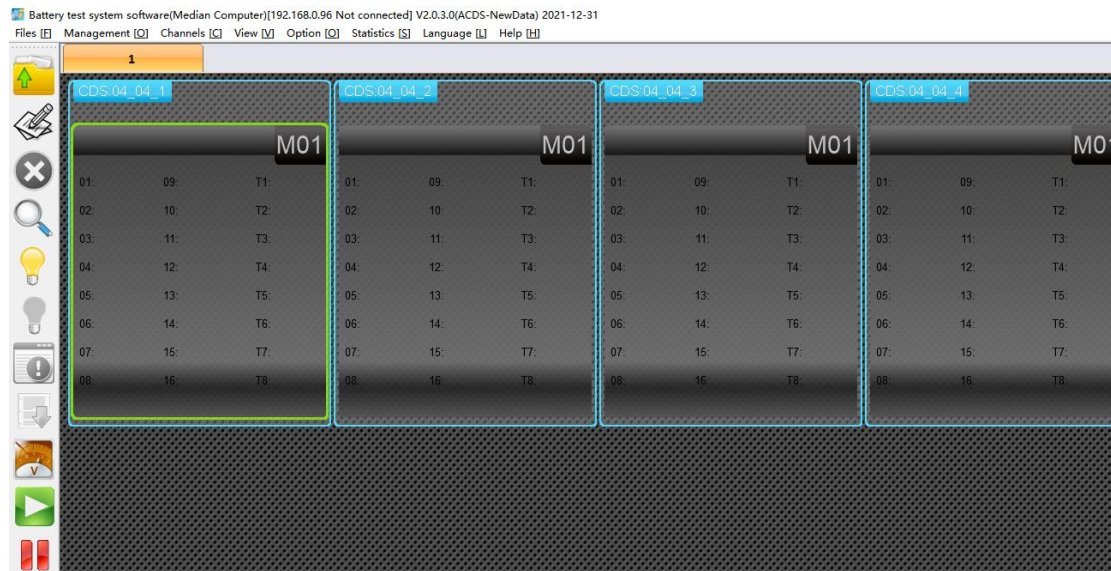 Battery test system software(Median Computer)[192.168.0.96 Not connected] V2.0.3.0(ACDS-NewData) 2021-12-31
Files [F] Management [O] Channels [C] View [V] Option [O] Statistics [S] Language [L] Help [H]
1
CDS:04_04_1 CDS:04_04_2 CDS:04_04_3 CDS:04_04_4
M01 M01 M01 M01
01: 09: T1: 01: 09: T1: 01: 09: T1: 01: 09: T1:
02: 10: T2: 02: 10: T2: 02: 10: T2: 02: 10: T2:
03: 11: T3: 03: 11: T3: 03: 11: T3: 03: 11: T3:
04: 12: T4: 04: 12: T4: 04: 12: T4: 04: 12: T4:
05: 13: T5: 05: 13: T5: 05: 13: T5: 05: 13: T5:
06: 14: T6: 06: 14: T6: 06: 14: T6: 06: 14: T6:
07: 15: T7: 07: 15: T7: 07: 15: T7: 07: 15: T7:
08: 16: T8: 08: 16: T8: 08: 16: T8: 08: 16: T8:
V